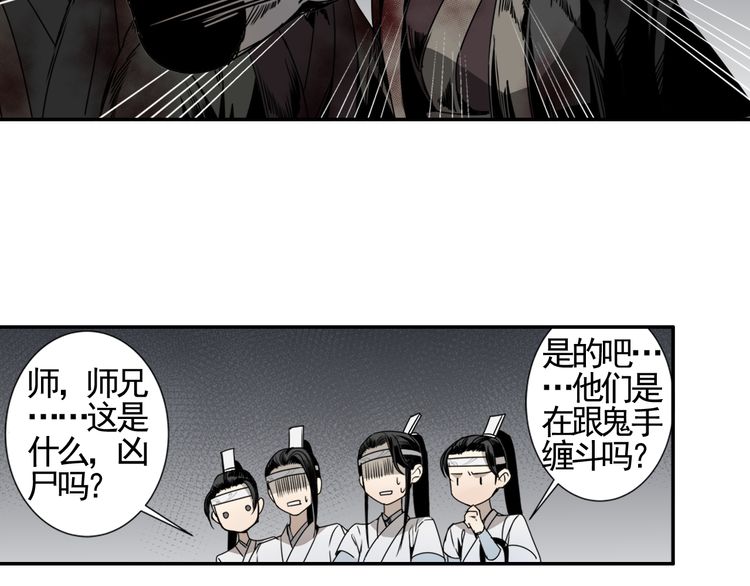 师，师兄
……这是
什么，凶
尸吗？
是的吧…
…他们是
在跟鬼手
缠斗吗？